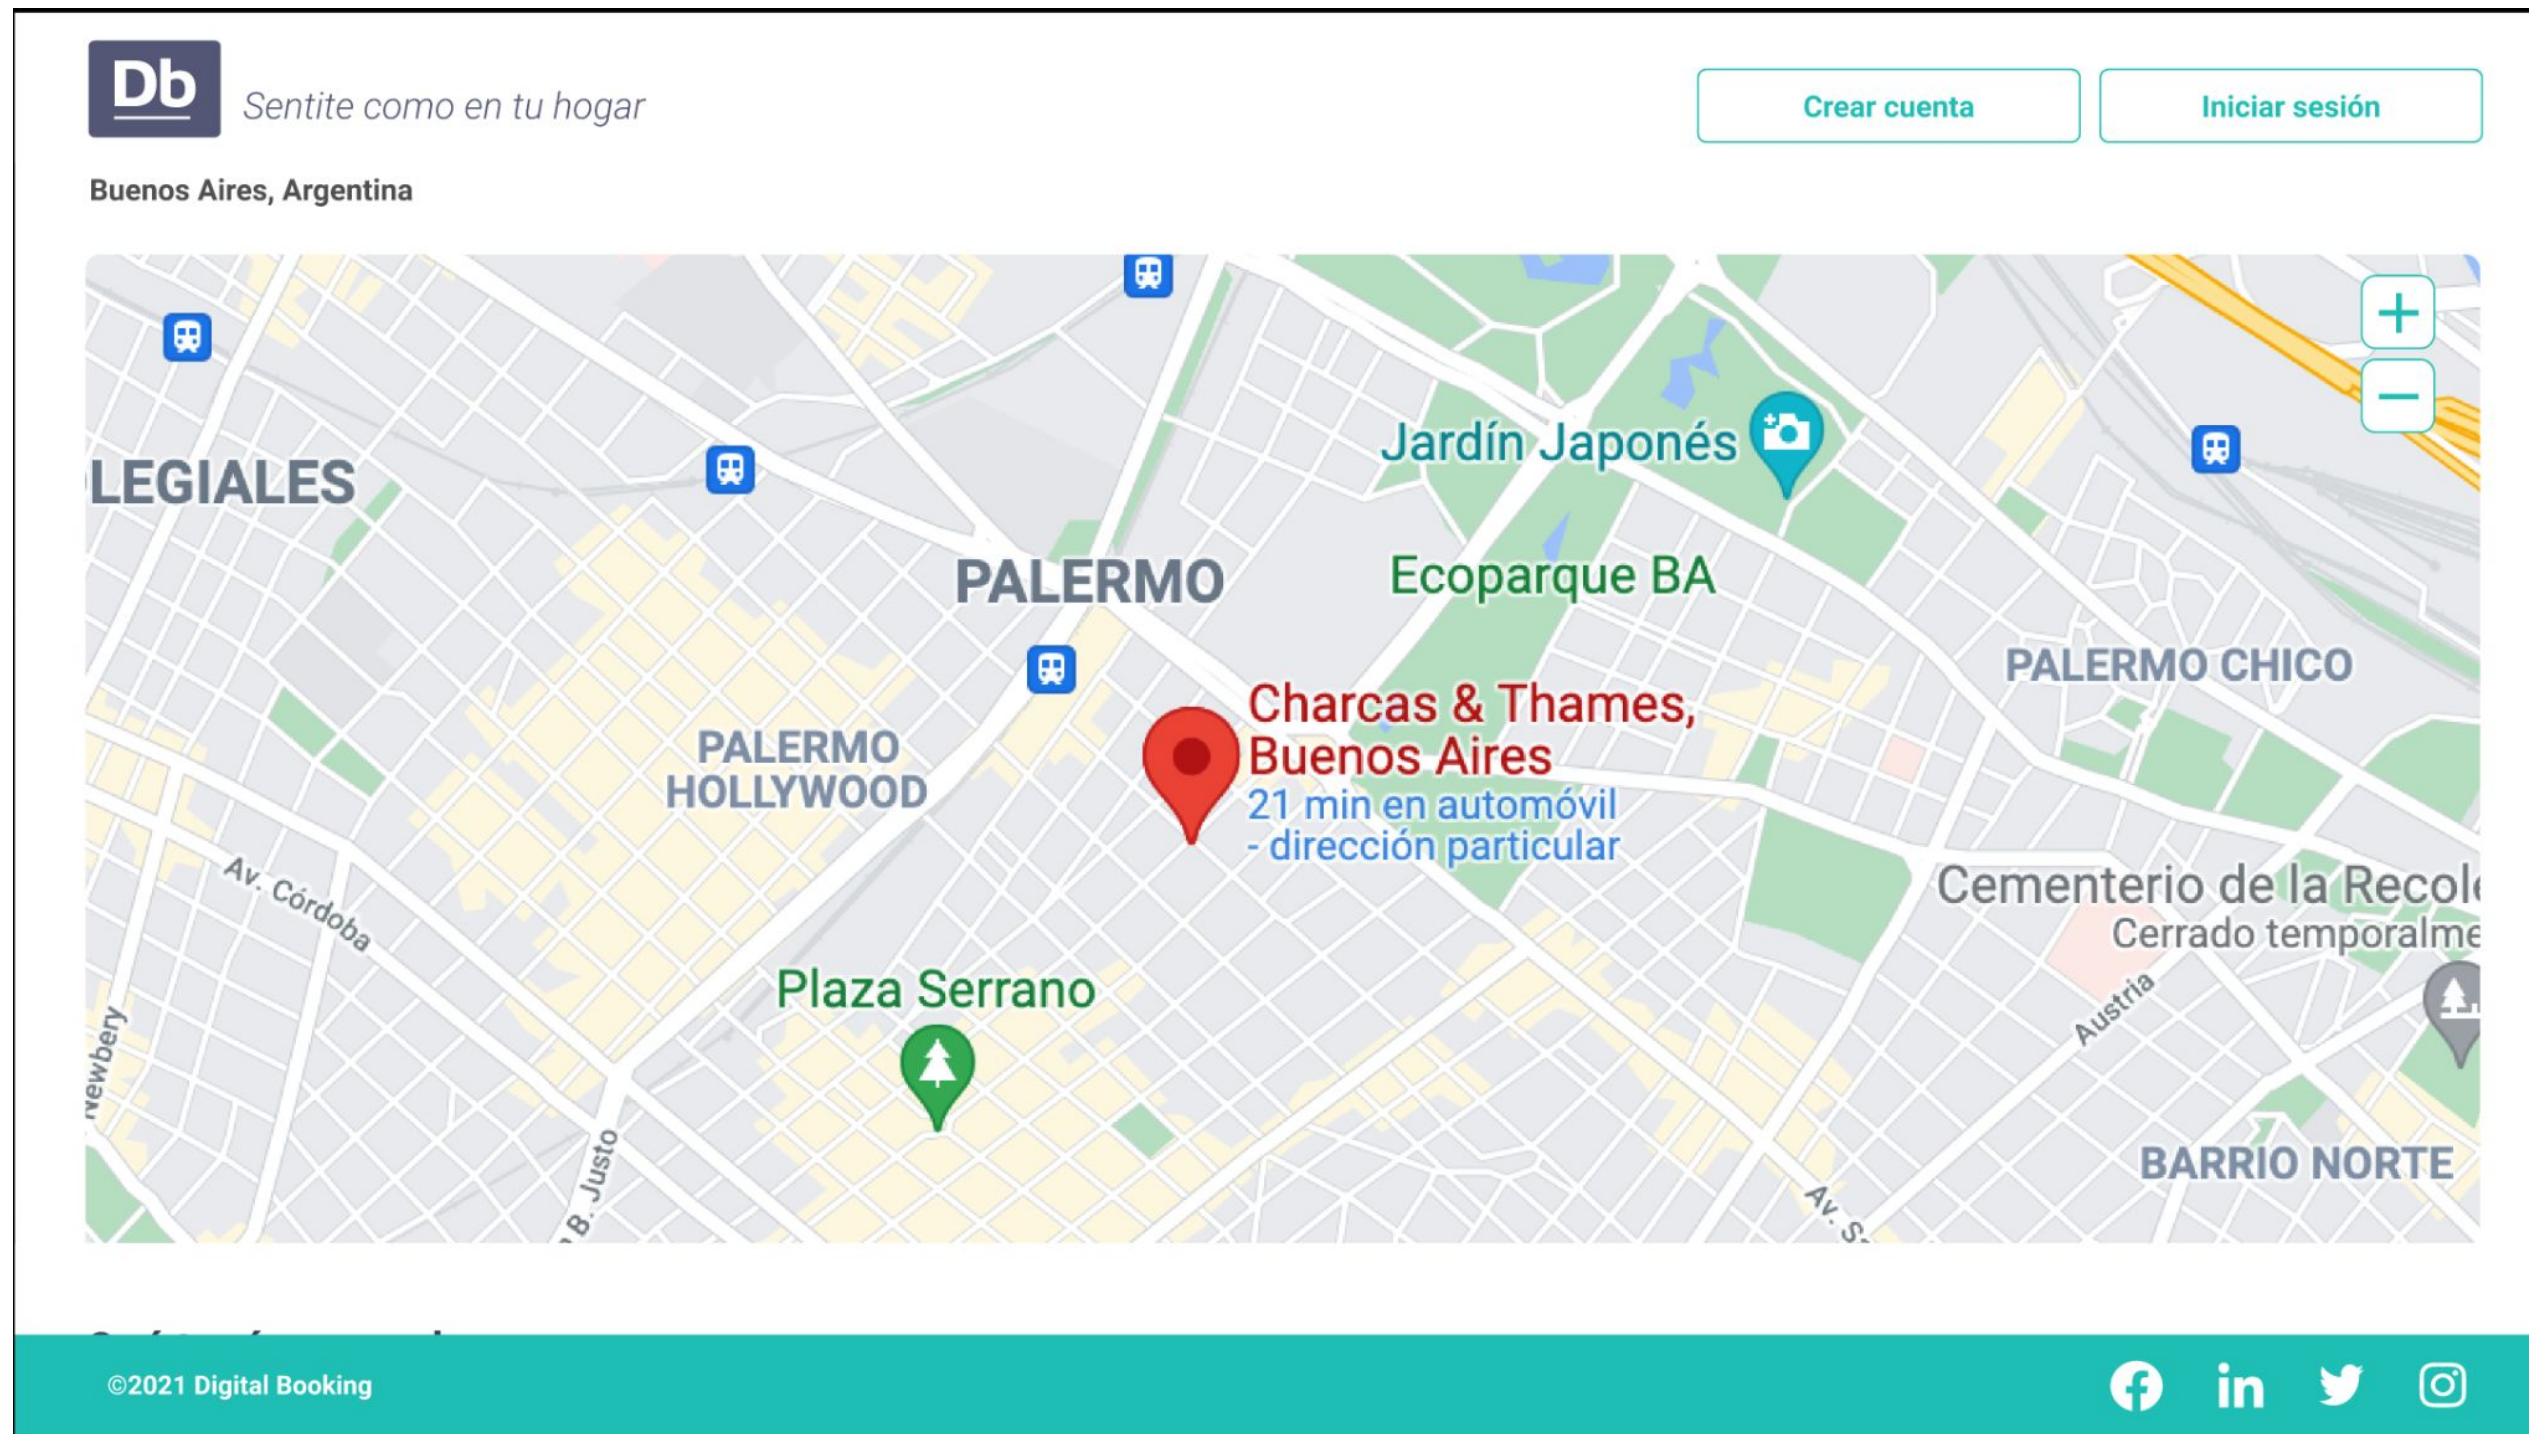 Db
Sentite como en tu hogar
Crear cuenta
Iniciar sesión
Buenos Aires, Argentina
Jardín Japonés
LEGIALES
PALERMO
Ecoparque BA
PALERMO CHICO
Charcas & Thames,
Buenos Aires
21 min en automóvil
- dirección particular
PALERMO
HOLLYWOOD
Av. Córdoba
Cementerio de la Recole
Cerrado temporalme
Plaza Serrano
Austria
Newbery
B. Justo
BARRIO NORTE
Av. S
©2021 Digital Booking